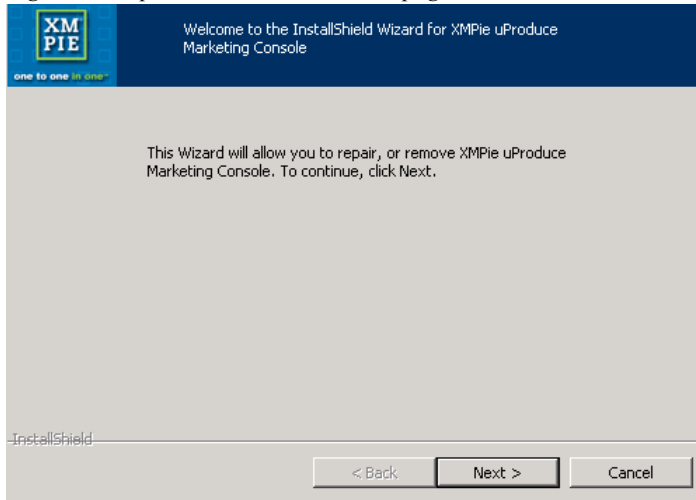 XM
PIE
one to one in one™
Welcome to the InstallShield Wizard for XMPie uProduce
Marketing Console
This Wizard will allow you to repair, or remove XMPie uProduce
Marketing Console. To continue, click Next.
InstallShield
< Back
Next >
Cancel